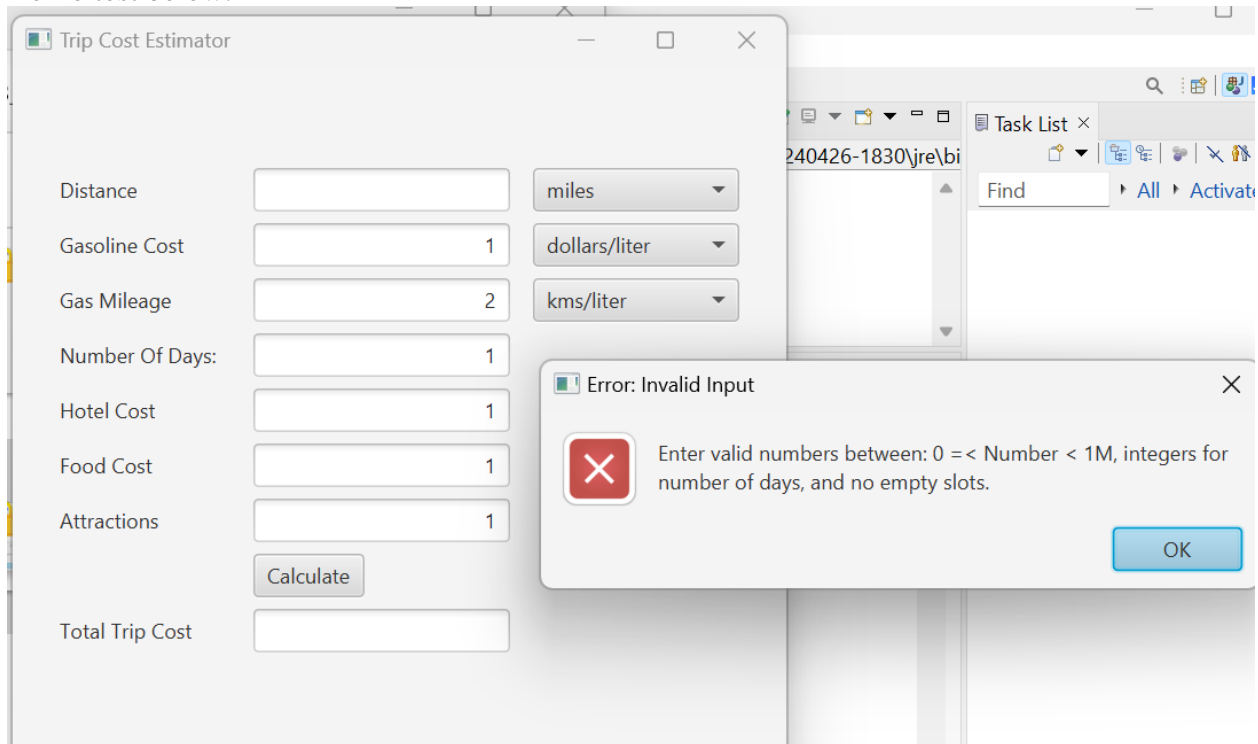 Trip Cost Estimator
Task List
240426-1830\jre\bi
Find
All
Activate
Distance
miles
Gasoline Cost
1
dollars/liter
Gas Mileage
2
kms/liter
Number Of Days:
1
Hotel Cost
1
Food Cost
1
Attractions
1
Calculate
Total Trip Cost
Error: Invalid Input
Enter valid numbers between: 0 =< Number < 1M, integers for
number of days, and no empty slots.
OK